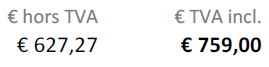 € hors TVA € TVA incl.
€ 627,27 € 759,00